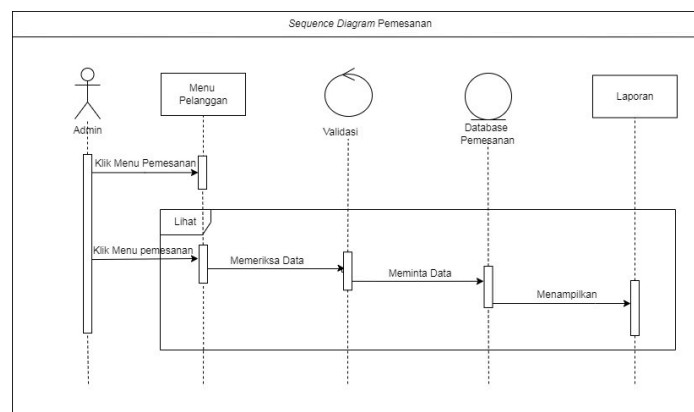 Sequence Diagram Pemesanan
Menu
Pelanggan
Laporan
Admin
Validasi
Database
Pemesanan
Klik Menu Pemesanan
Lihat
Klik Menu pemesanan
Memeriksa Data
Meminta Data
Menampilkan